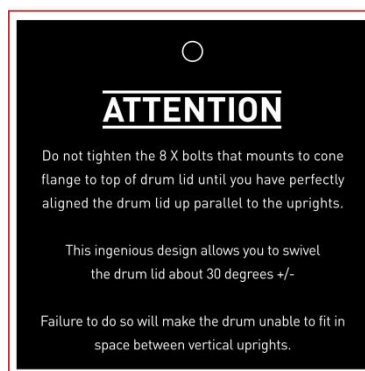 ATTENTION
Do not tighten the 8 X bolts that mounts to cone
flange to top of drum lid until you have perfectly
aligned the drum lid up parallel to the uprights.
This ingenious design allows you to swivel
the drum lid about 30 degrees +/-
Failure to do so will make the drum unable to fit in
space between vertical uprights.